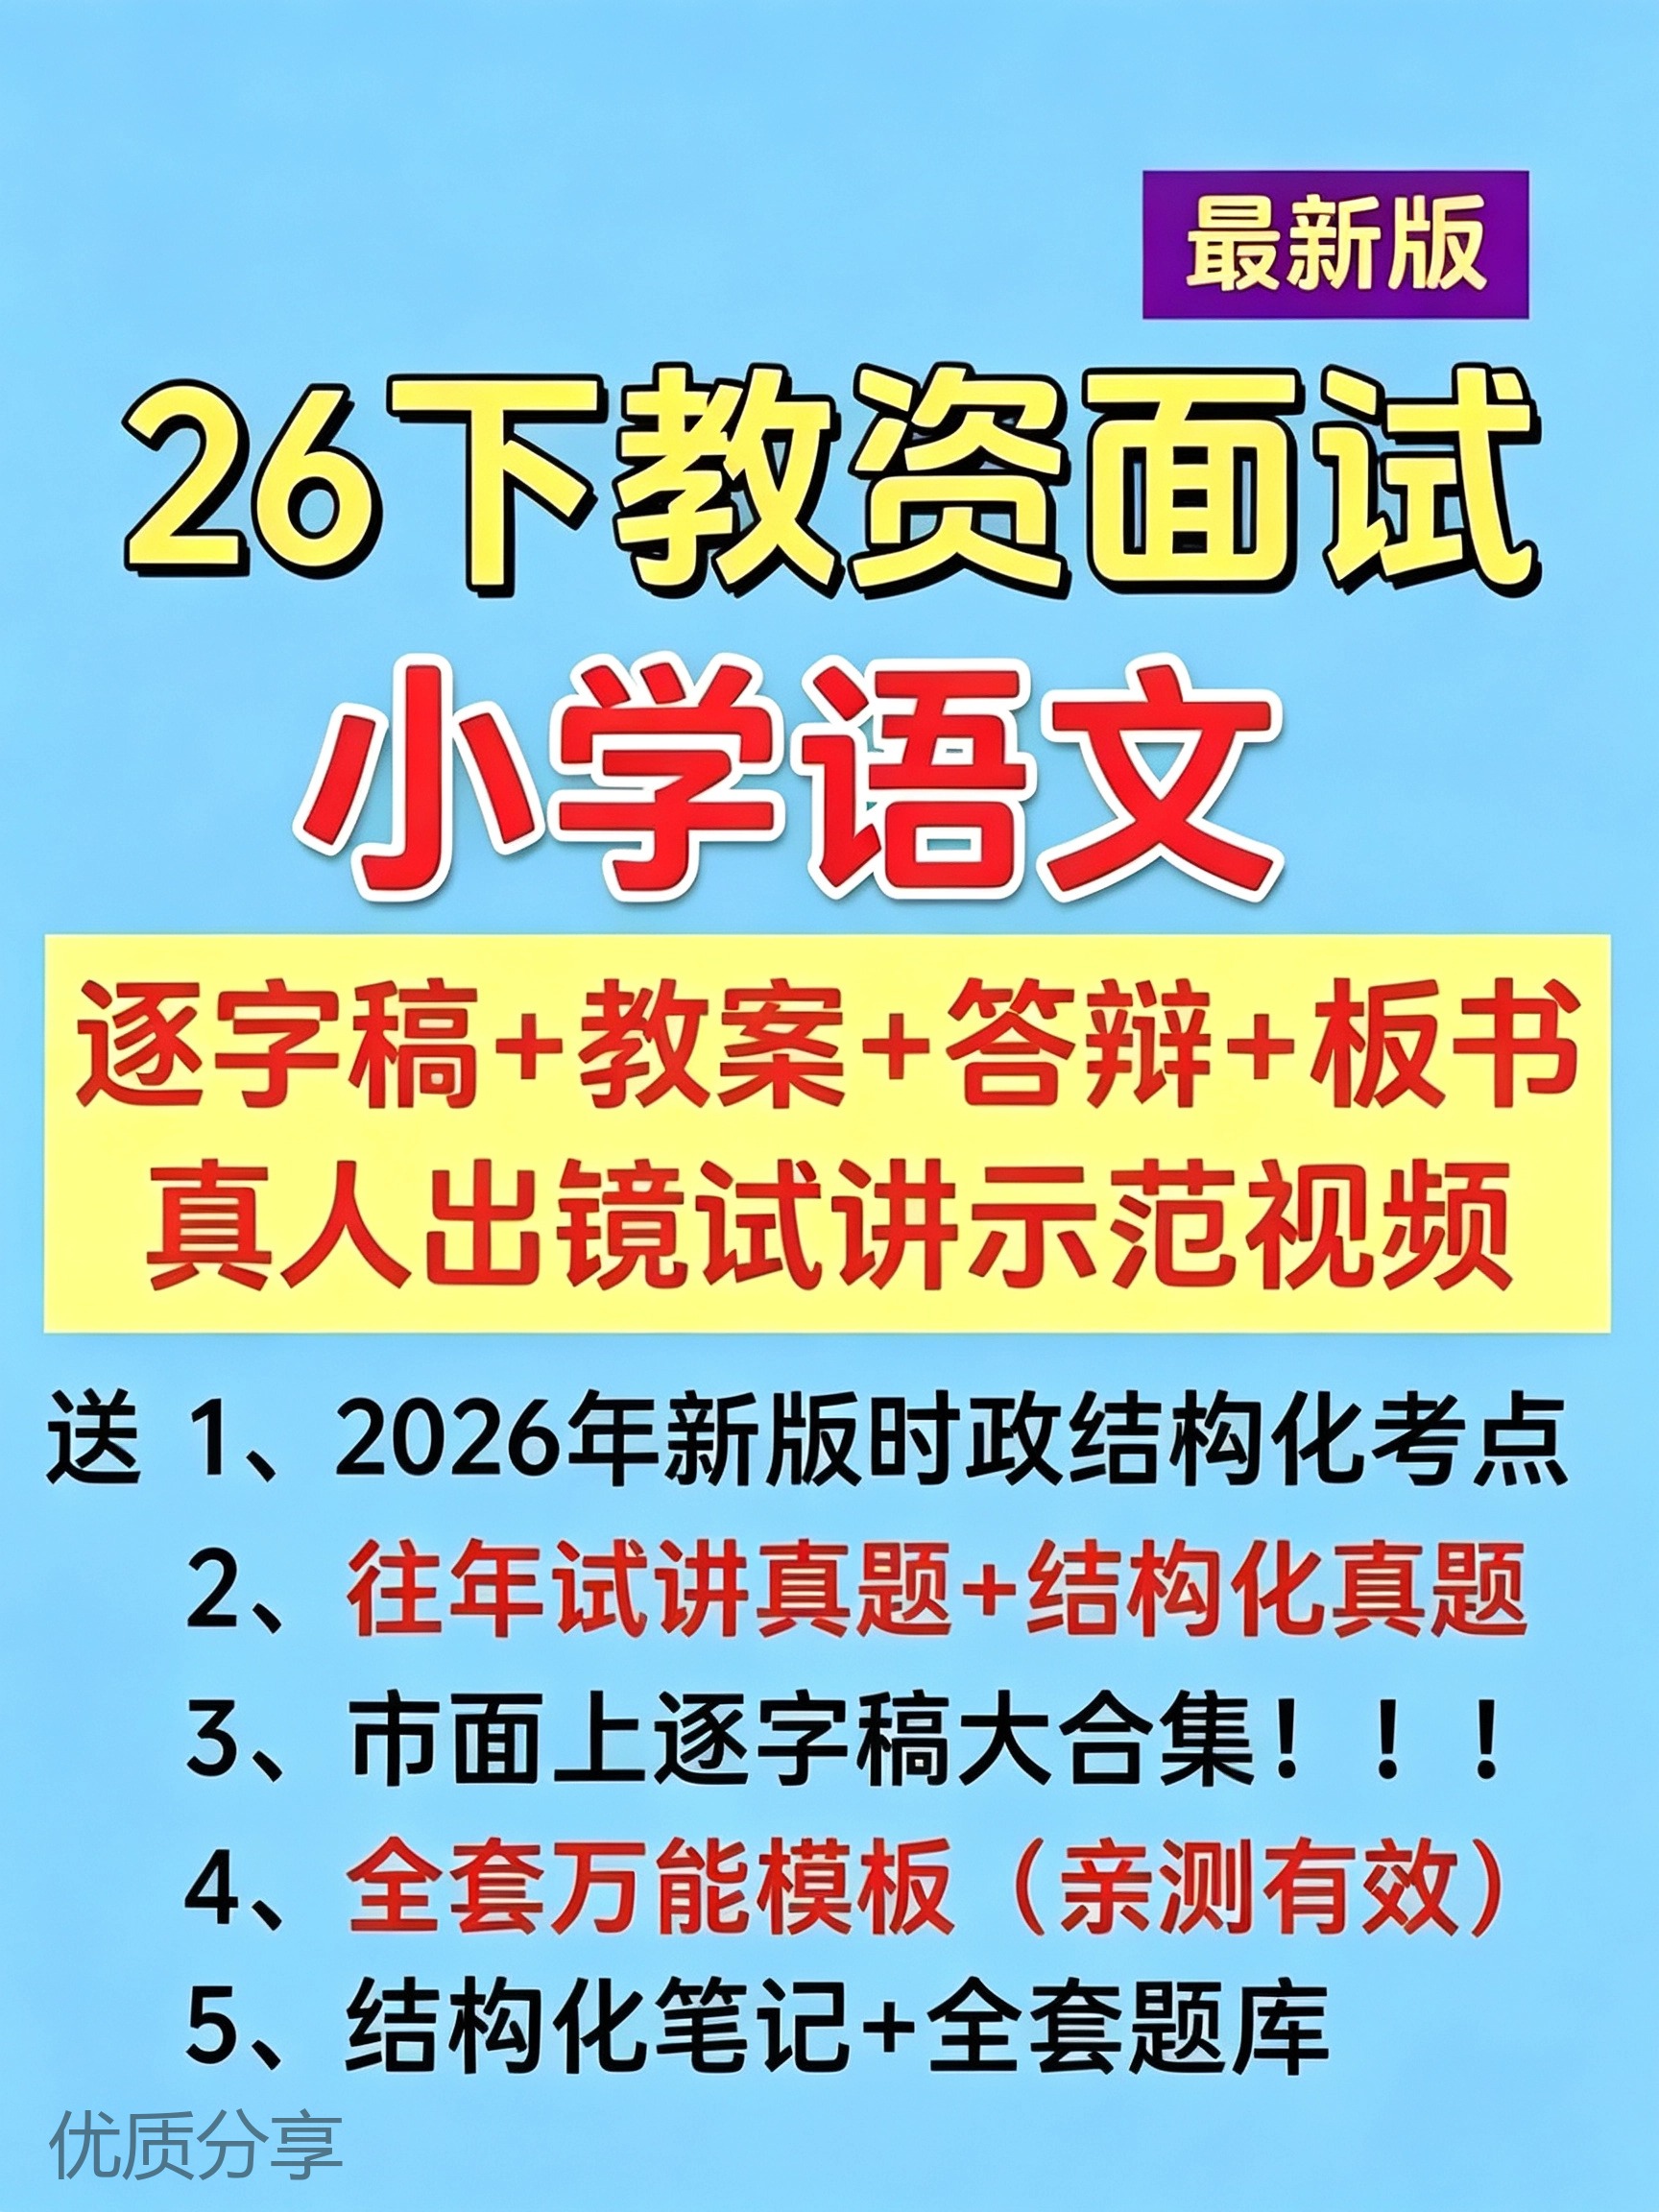 最新版
26下教资面试
小学语文
逐字稿+教案+答辩+板书
真人出镜试讲示范视频
送 1、2026年新版时政结构化考点
2、往年试讲真题+结构化真题
3、市面上逐字稿大合集！！！
4、全套万能模板（亲测有效）
5、结构化笔记+全套题库
优质分享